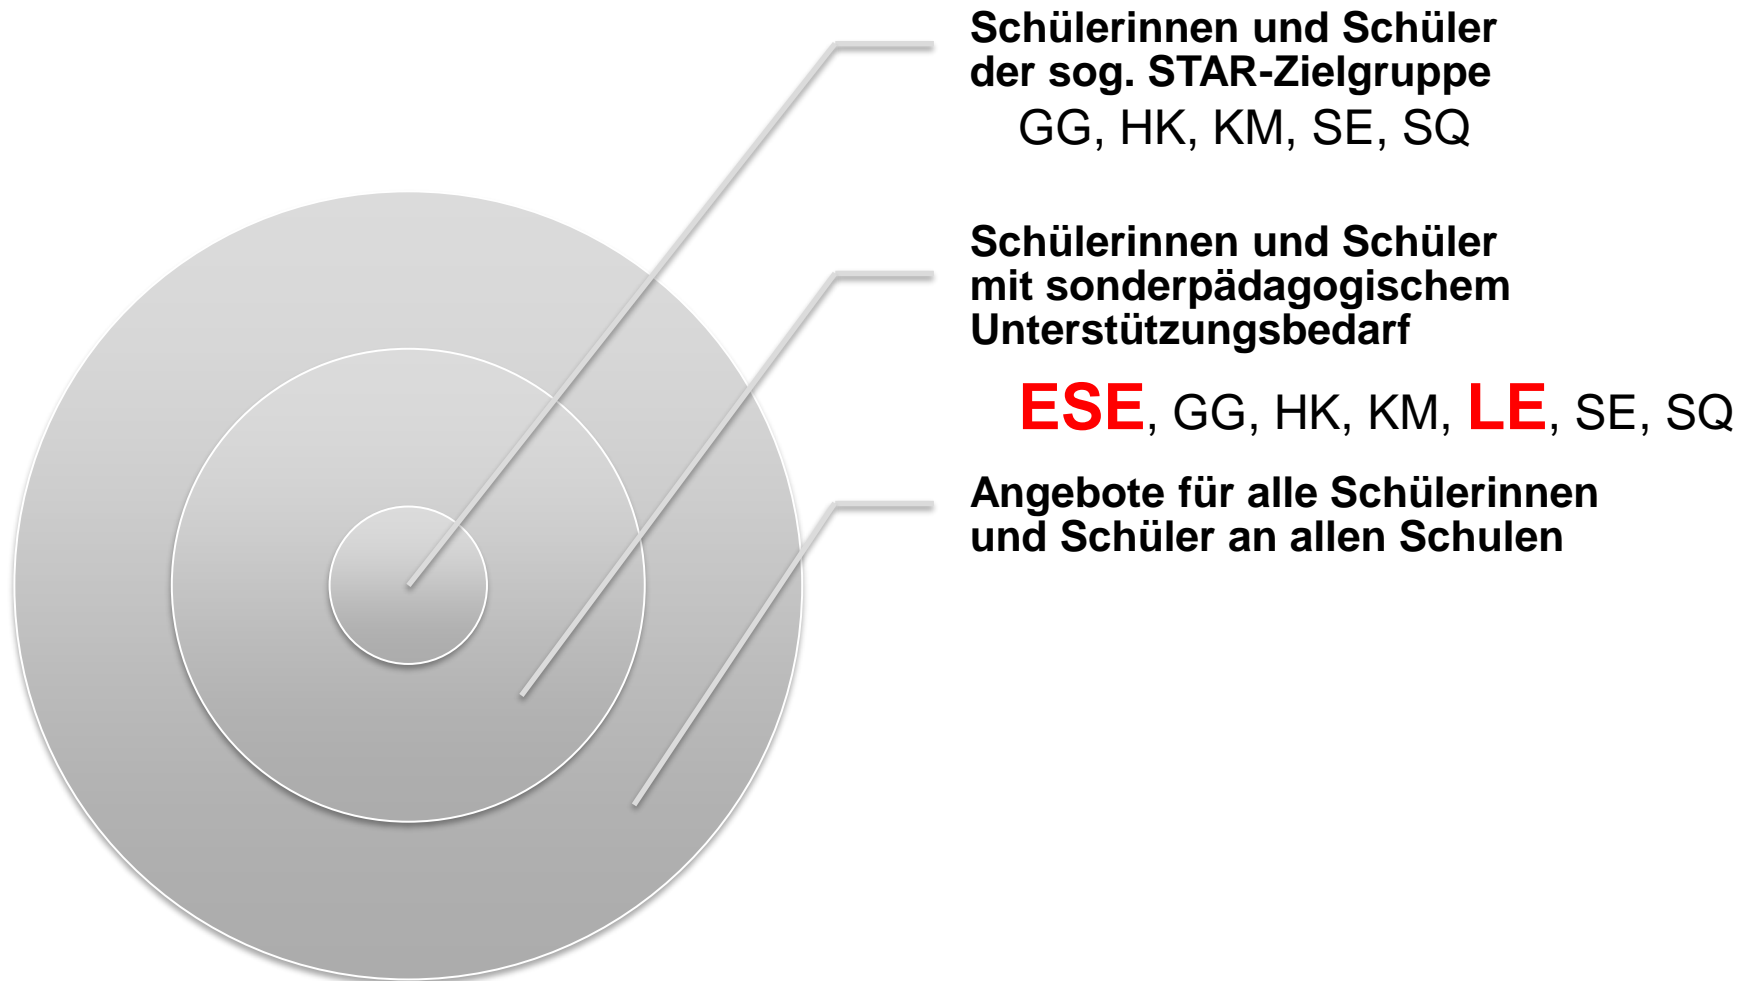 Schülerinnen und Schüler
der sog. STAR-Zielgruppe
GG, HK, KM, SE, SQ
Schülerinnen und Schüler
mit sonderpädagogischem
Unterstützungsbedarf
ESE, GG, HK, KM, LE, SE, SQ
Angebote für alle Schülerinnen
und Schüler an allen Schulen